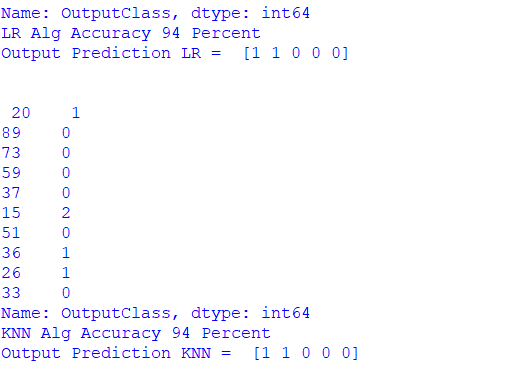 Name: OutputClass, dtype: int64
LR Alg Accuracy 94 Percent
Output Prediction LR =  [1 1 0 0 0]
20    1
89    0
73    0
59    0
37    0
15    2
51    0
36    1
26    1
33    0
Name: OutputClass, dtype: int64
KNN Alg Accuracy 94 Percent
Output Prediction KNN =  [1 1 0 0 0]